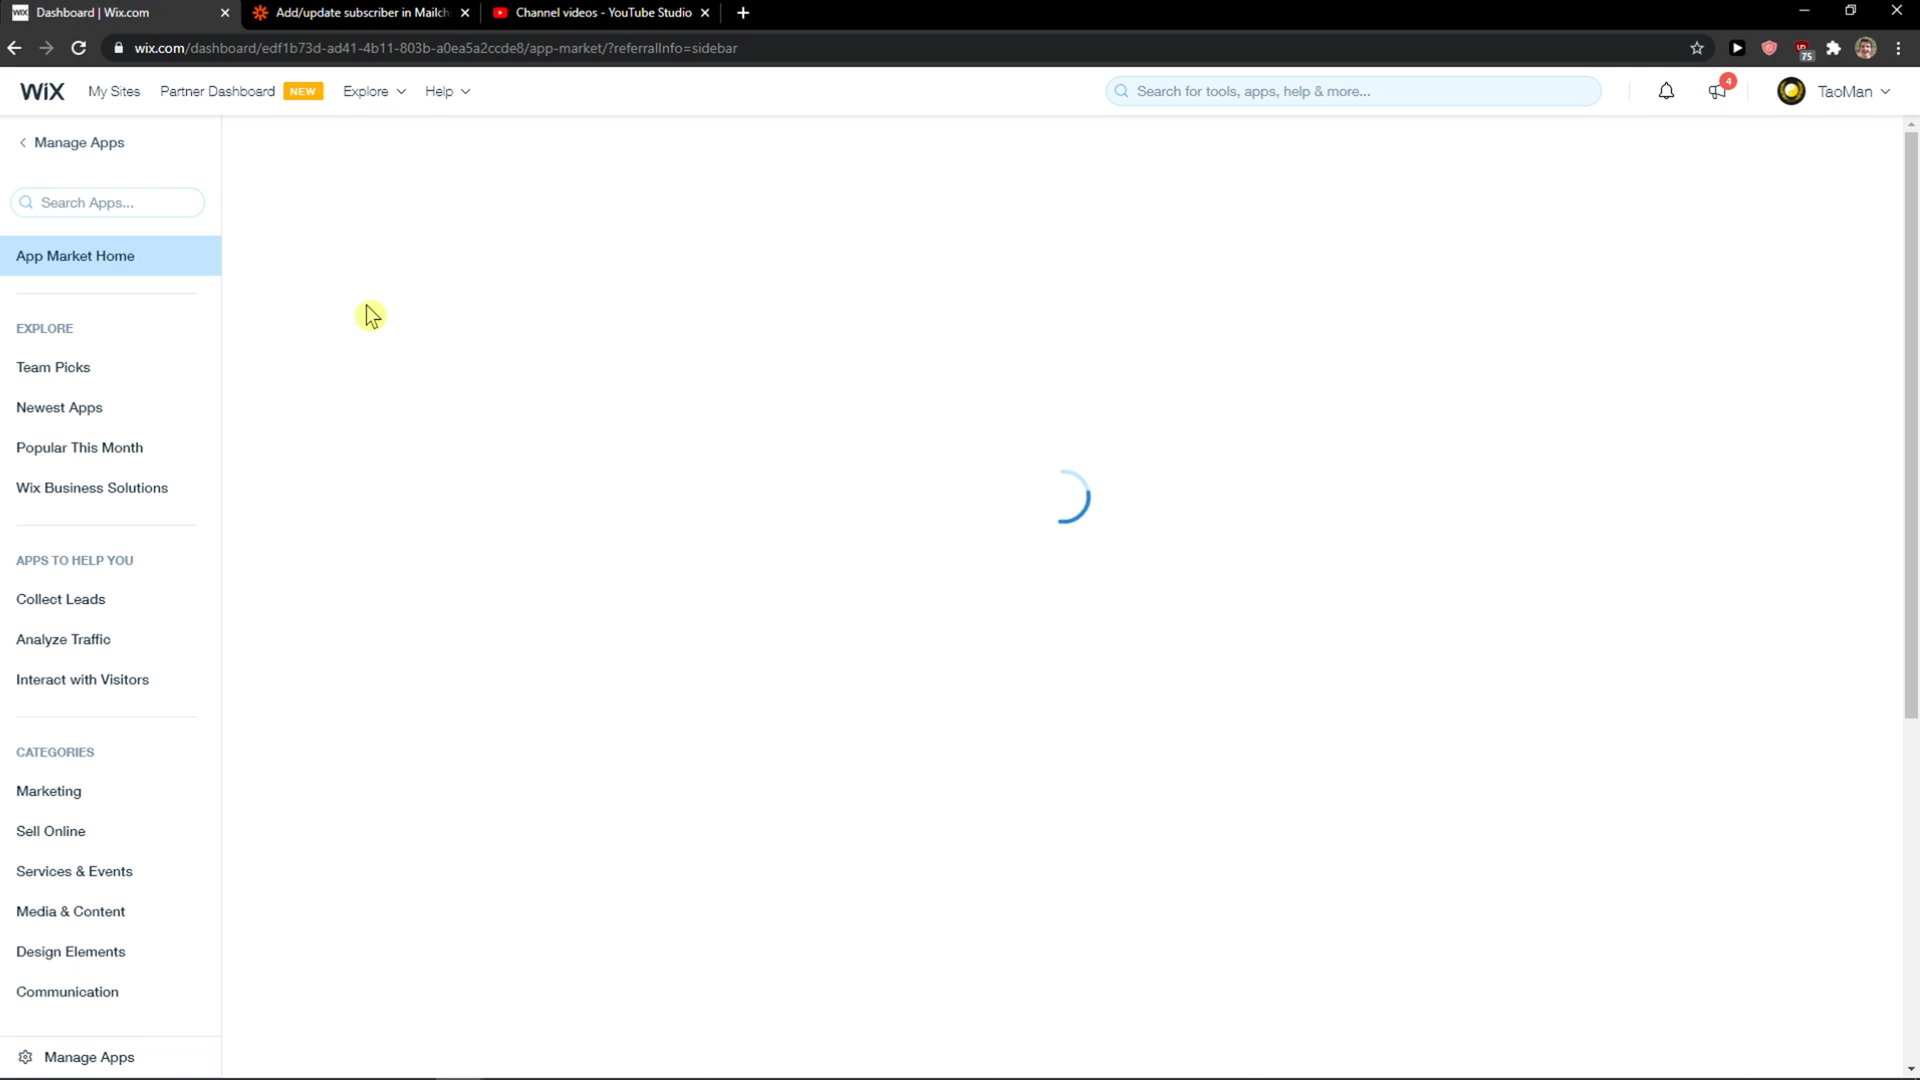 WiX Dashboard | Wix.com
Add/update subscriber in Mailch
Channel videos - YouTube Studio
wix.com/dashboard/edf1b73d-ad41-4b11-803b-a0ea5a2ccde8/app-market/?referralInfo=sidebar
75
WiX My Sites Partner Dashboard NEW Explore Help Search for tools, apps, help & more... 4 TaoMan
Manage Apps
Search Apps...
App Market Home
EXPLORE
Team Picks
Newest Apps
Popular This Month
Wix Business Solutions
APPS TO HELP YOU
Collect Leads
Analyze Traffic
Interact with Visitors
CATEGORIES
Marketing
Sell Online
Services & Events
Media & Content
Design Elements
Communication
Manage Apps